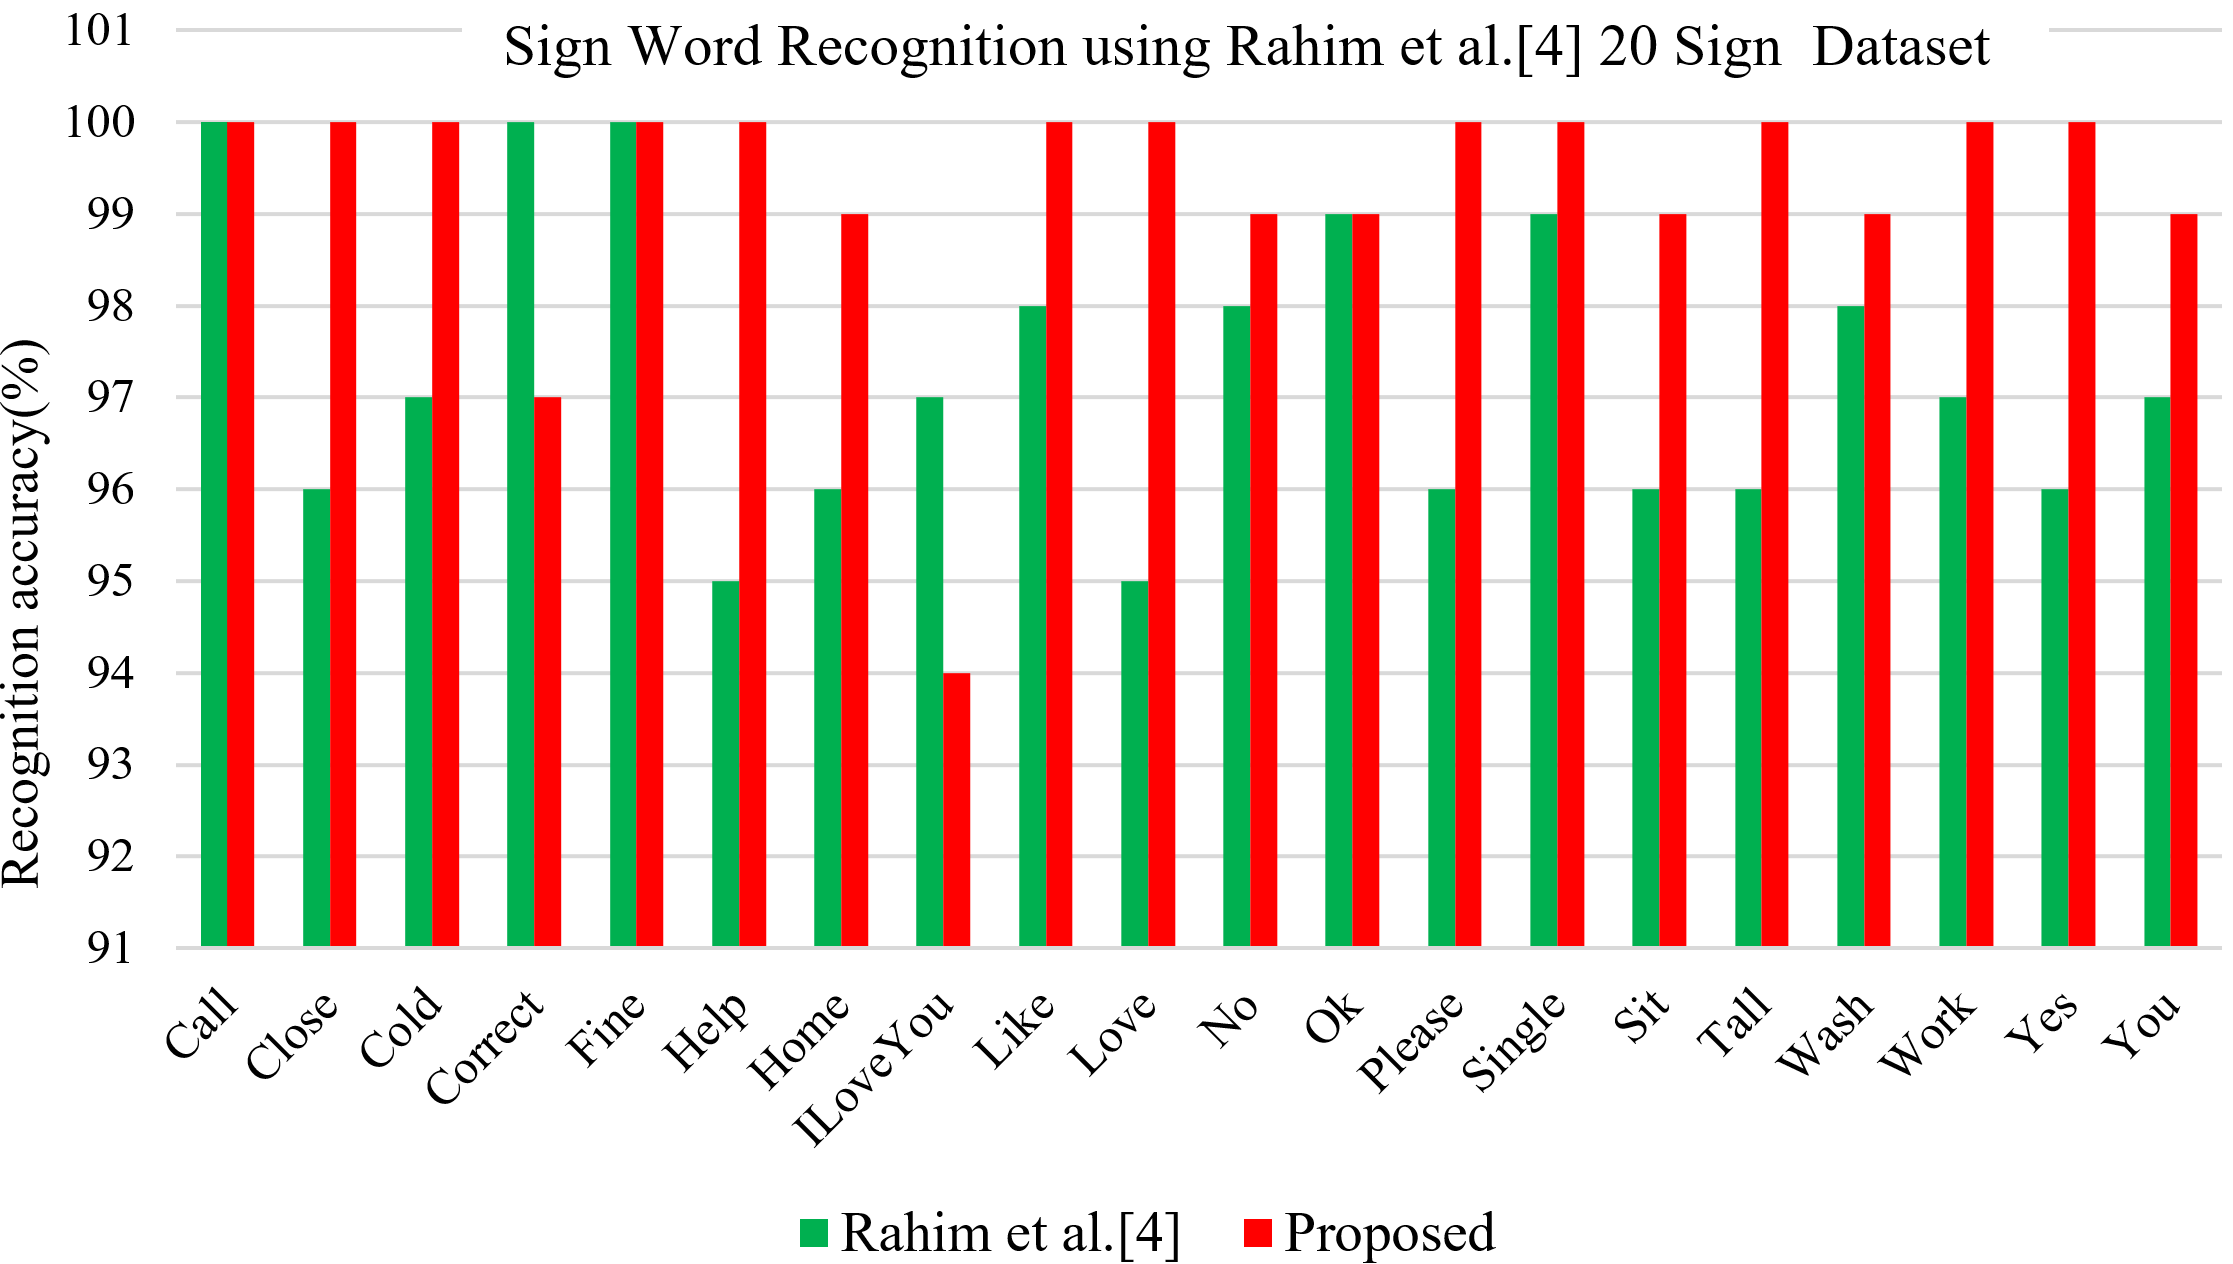 Sign Word Recognition using Rahim et al.[4] 20 Sign  Dataset
101
100
99
98
97
96
95
94
93
92
91
Recognition accuracy(%)
Call
Close
Cold
Correct
Fine
Help
Home
ILoveYou
Like
Love
No
Ok
Please
Single
Sit
Tall
Wash
Work
Yes
You
Rahim et al.[4]
Proposed